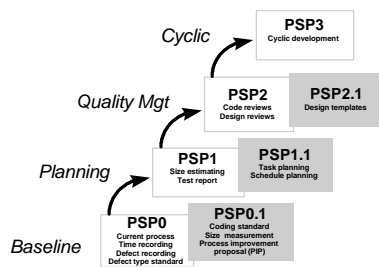 Cyclic
PSP3
Cyclic development
Quality Mgt
PSP2
Code reviews
Design reviews
PSP2.1
Design templates
Planning
PSP1
Size estimating
Test report
PSP1.1
Task planning
Schedule planning
Baseline
PSP0
Current process
Time recording
Defect recording
Defect type standard
PSP0.1
Coding standard
Size measurement
Process improvement
proposal (PIP)